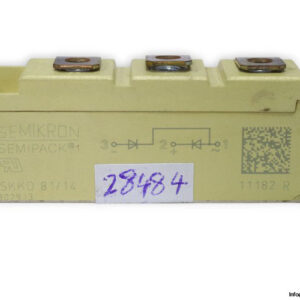 SEMIKRON
SEMIPACK® 1
SKKD 81/14
3 2 1
11182 R
28484